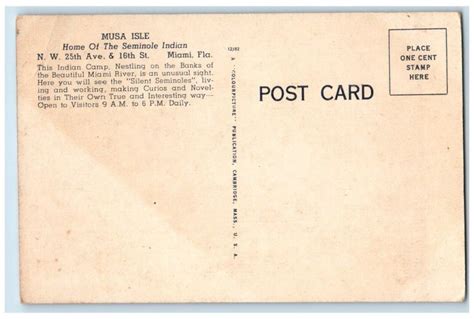 MUSA ISLE
Home Of The Seminole Indian
N. W. 25th Ave. & 16th St. Miami, Fla.
This Indian Camp, Nestling on the Banks of
the Beautiful Miami River, is an unusual sight.
Here you will see the "Silent Seminoles", liv-
ing and working, making Curios and Novel-
ties in Their Own True and Interesting way—
Open to Visitors 9 A.M. to 6 P.M. Daily.
POST CARD
PLACE
ONE CENT
STAMP
HERE
A "COLOURPICTURE" PUBLICATION, CAMBRIDGE, MASS., U. S. A.